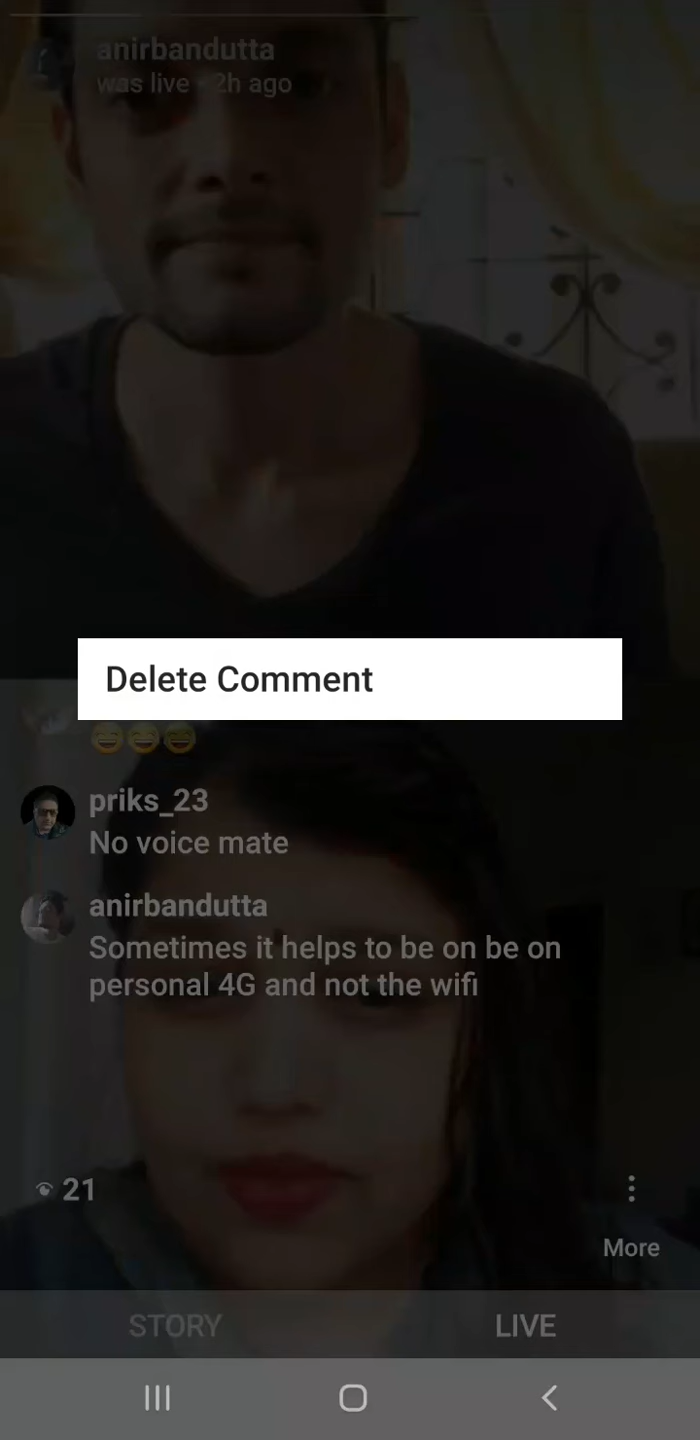 anirbandutta
was live • 2h ago
Delete Comment
😄😄😄
priks_23
No voice mate
anirbandutta
Sometimes it helps to be on be on
personal 4G and not the wifi
21
More
STORY
LIVE